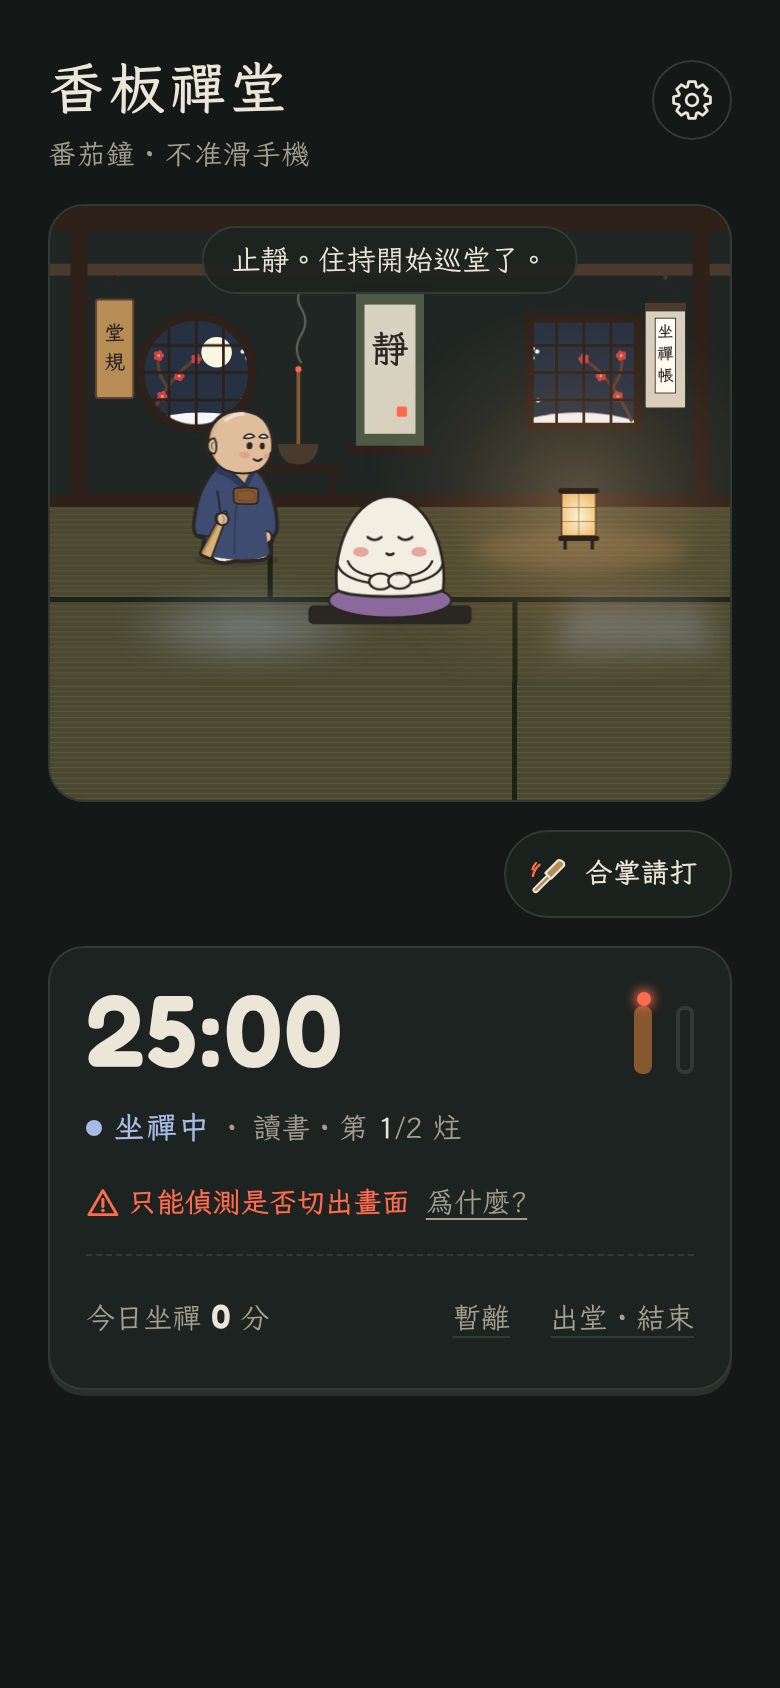 香板禪堂
番茄鐘・不准滑手機
止靜。住持開始巡堂了。
堂規
靜
坐禪帳
合掌請打
25:00
坐禪中・讀書・第 1/2 炷
只能偵測是否切出畫面 為什麼?
今日坐禪 0 分 暫離 出堂・結束